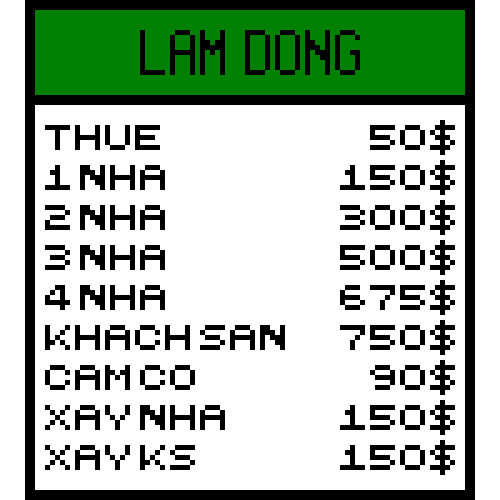 LAM DONG
THUE 50$
1 NHA 150$
2 NHA 300$
3 NHA 500$
4 NHA 675$
KHACH SAN 750$
CAM CO 90$
XAY NHA 150$
XAY KS 150$